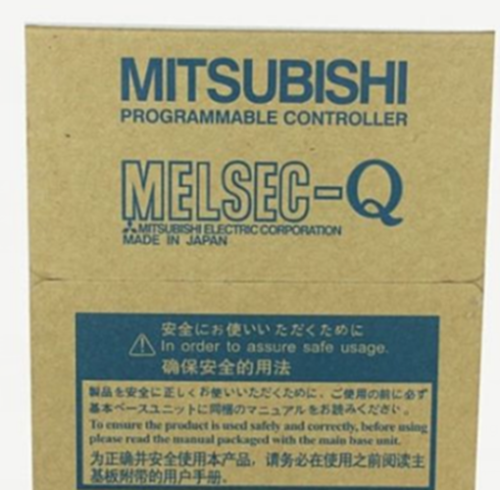 MITSUBISHI
PROGRAMMABLE CONTROLLER
MELSEC-Q
MITSUBISHI ELECTRIC CORPORATION
MADE IN JAPAN
安全にお使いいただくために
In order to assure safe usage.
确保安全的用法
製品を安全に正しくお使いいただくために、ご使用の前に必ず
基本ベースユニットに同梱のマニュアルをお読みください。
To ensure the product is used safely and correctly, before using
please read the manual packaged with the main base unit.
为正确并安全使用本产品，请务必在使用之前阅读主
基板附带的用户手册.